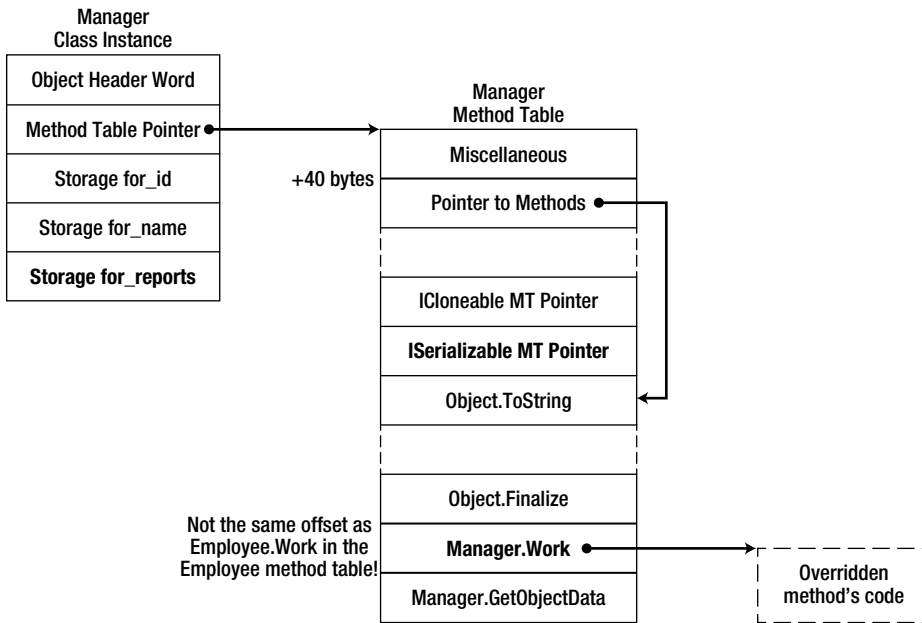 Manager
Class Instance
Object Header Word
Method Table Pointer
Storage for_id
Storage for_name
Storage for_reports
Manager
Method Table
Miscellaneous
+40 bytes
Pointer to Methods
ICloneable MT Pointer
ISerializable MT Pointer
Object.ToString
Object.Finalize
Not the same offset as
Employee.Work in the
Employee method table!
Manager.Work
Manager.GetObjectData
Overridden
method’s code